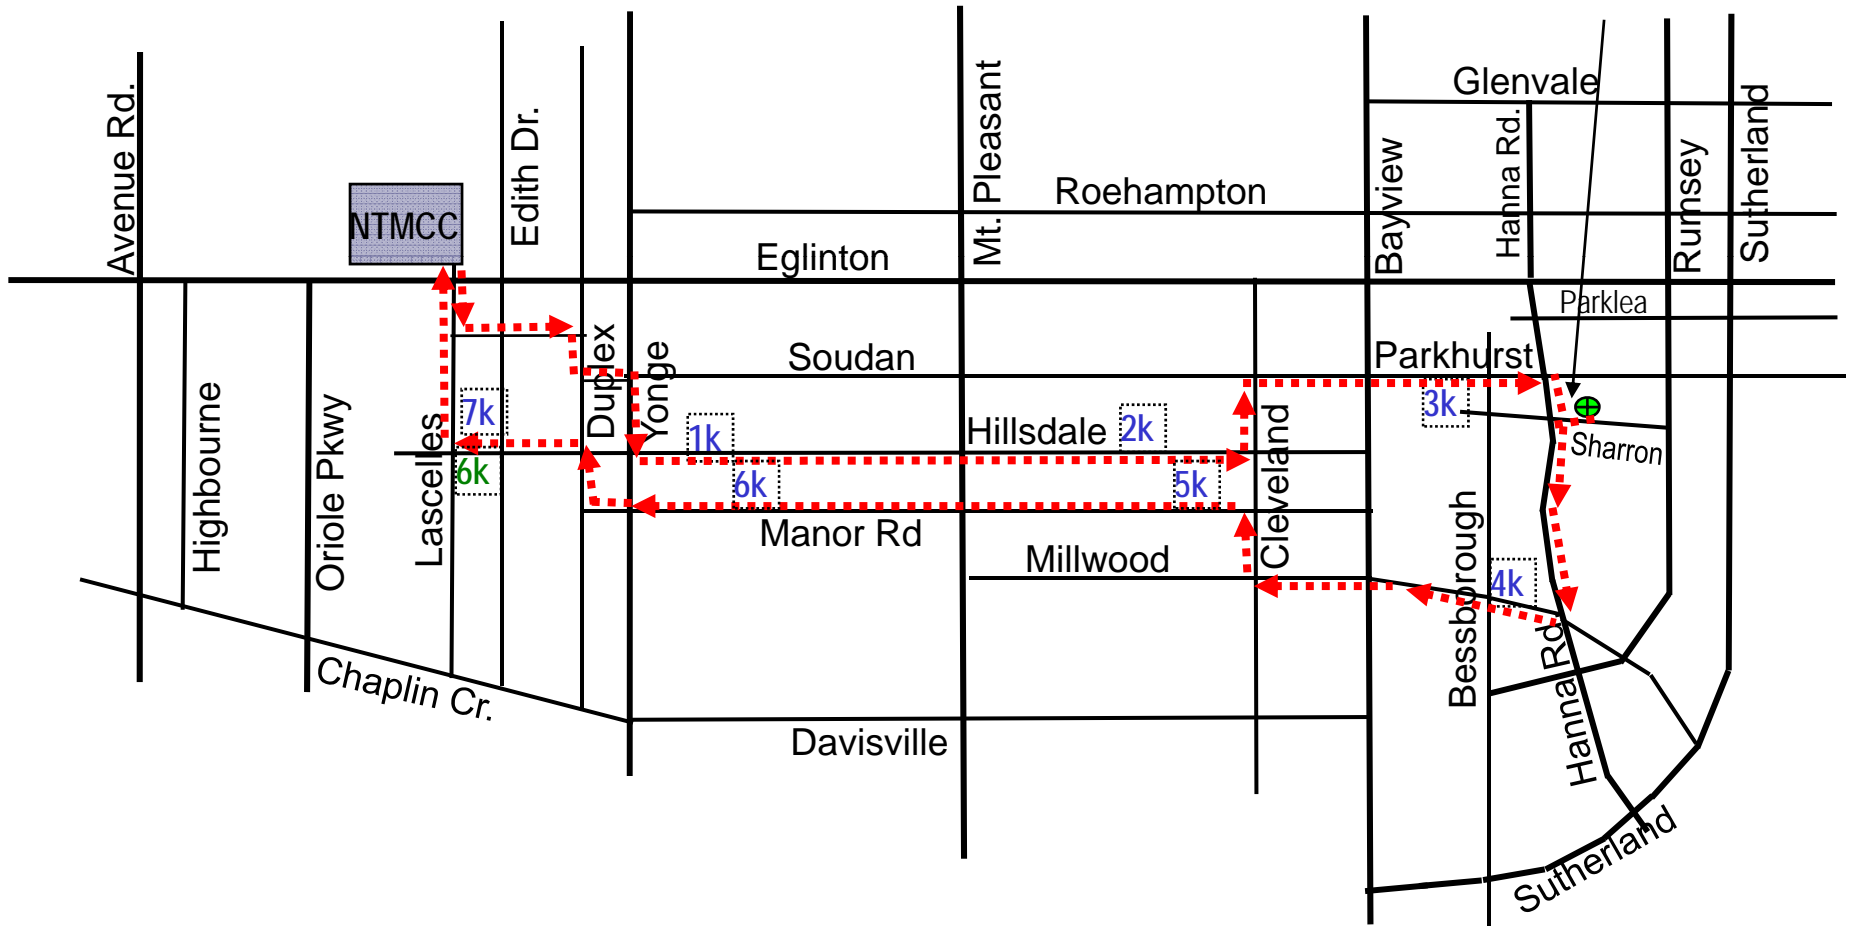 Glenvale
Avenue Rd.
Edith Dr.
Mt. Pleasant
Bayview
Hanna Rd.
Rumsey
Sutherland
NTMCC
Roehampton
Eglinton
Parklea
Duplex
Yonge
Soudan
Parkhurst
Highbourne
Oriole Pkwy
Lascelles
7k
1k
Hillsdale
2k
Cleveland
3k
Sharron
6k
6k
5k
Manor Rd
Millwood
Bessborough
4k
Hanna Rd
Chaplin Cr.
Davisville
Sutherland